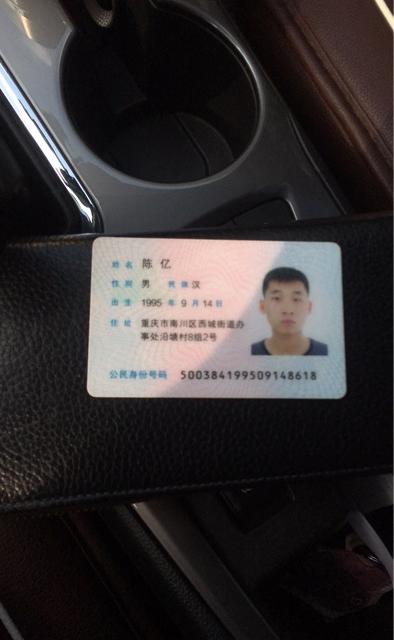 姓名 陈亿
性别 男 民族 汉
出生 1995 年 9 月 14 日
住址 重庆市南川区西城街道办
事处沿塘村8组2号
公民身份号码 500384199509148618